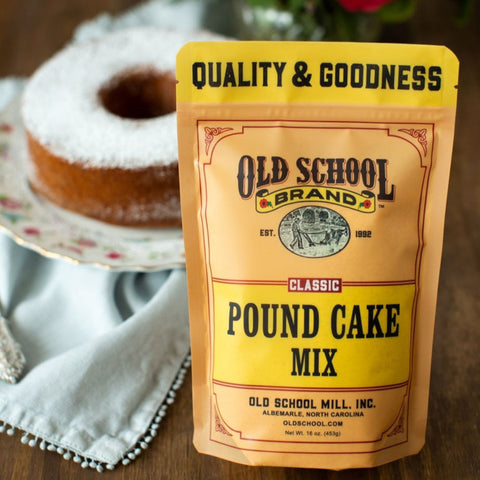 QUALITY & GOODNESS
OLD SCHOOL
BRAND™
EST. 1992
CLASSIC
POUND CAKE
MIX
OLD SCHOOL MILL, INC.
ALBEMARLE, NORTH CAROLINA
OLDSCHOOL.COM
Net Wt. 16 oz. (453g)